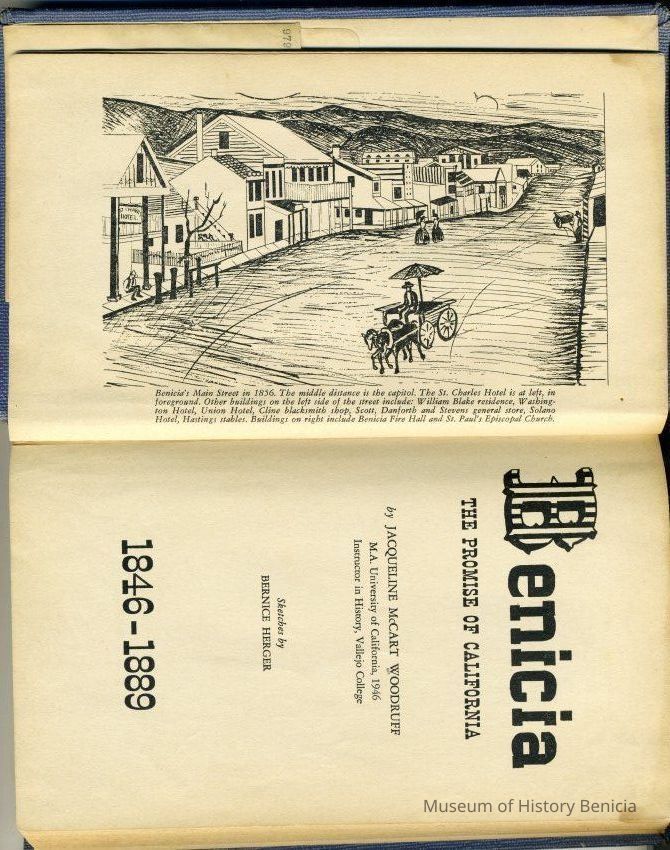 979
ST. CHARLES
HOTEL
Benicia's Main Street in 1856. The middle distance is the capitol. The St. Charles Hotel is at left, in
foreground. Other buildings on the left side of the street include: William Blake residence, Washing-
ton Hotel, Union Hotel, Cline blacksmith shop, Scott, Danforth and Stevens general store, Solano
Hotel, Hastings stables. Buildings on right include Benicia Fire Hall and St. Paul's Episcopal Church.
Benicia
THE PROMISE OF CALIFORNIA
by JACQUELINE McCART WOODRUFF
M.A. University of California, 1946
Instructor in History, Vallejo College
Sketches by
BERNICE HERGER
1846-1889
Museum of History Benicia